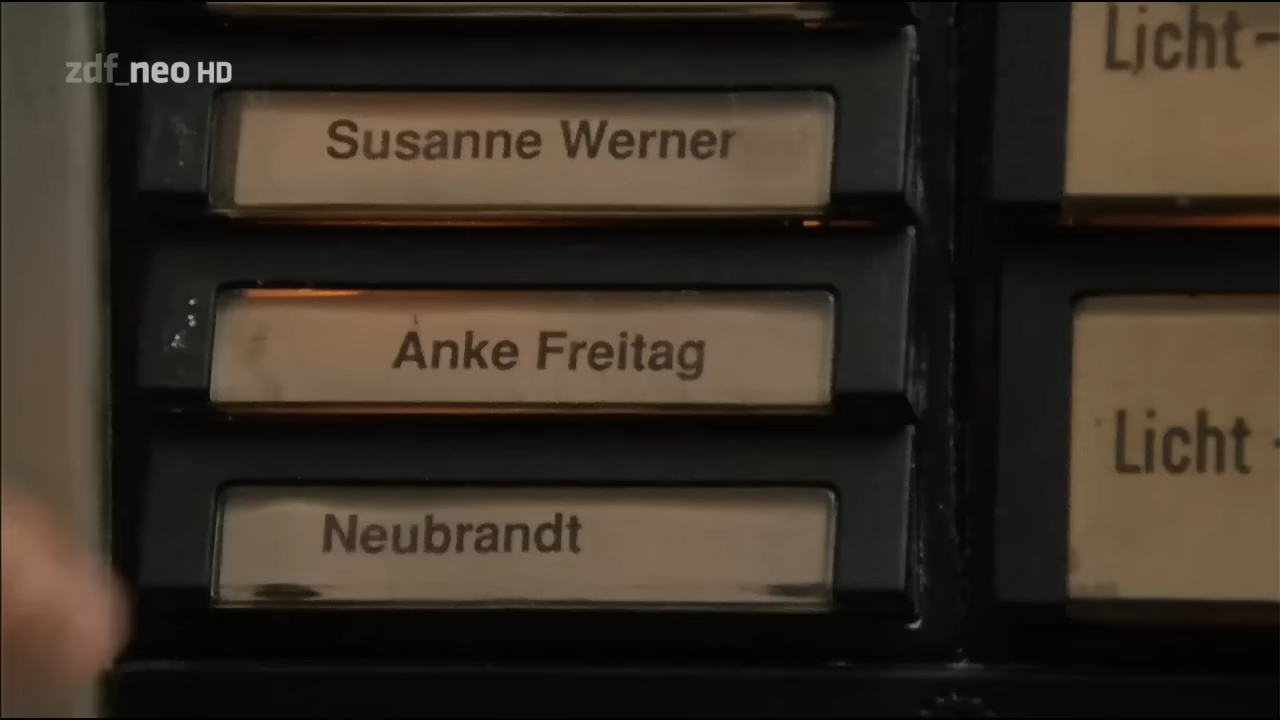 zdf_neo HD
Licht-
Susanne Werner
Anke Freitag
Licht -
Neubrandt